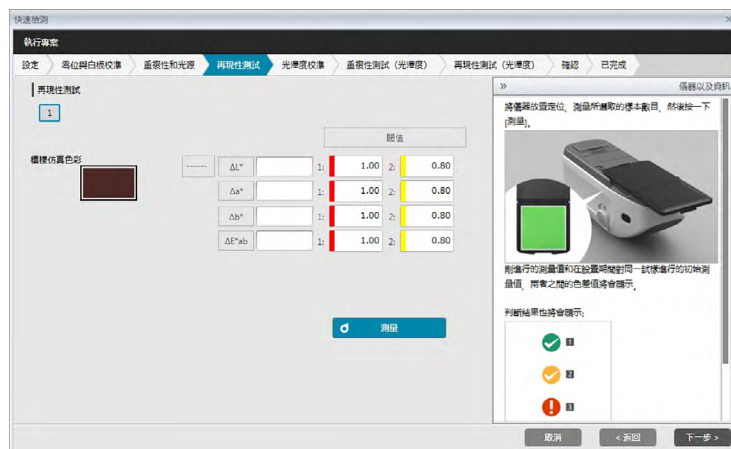 快速檢測
執行專案
設定 零位與白板校準 重複性和光源 再現性測試 光澤度校準 重複性測試（光澤度） 再現性測試（光澤度） 確認 已完成
再現性測試
1
閾值
標樣仿真色彩
------ ΔL* 1: 1.00 2: 0.80
Δa* 1: 1.00 2: 0.80
Δb* 1: 1.00 2: 0.80
ΔE*ab 1: 1.00 2: 0.80
測量
» 儀器以及資訊
將儀器放置定位、測量所選取的樣本數目，然後按一下
[測量]。
剛進行的測量值和在設置期間對同一試樣進行的初始測
量值，兩者之間的色差值將會顯示。
判斷結果也將會顯示：
1
2
3
取消 < 返回 下一步 >